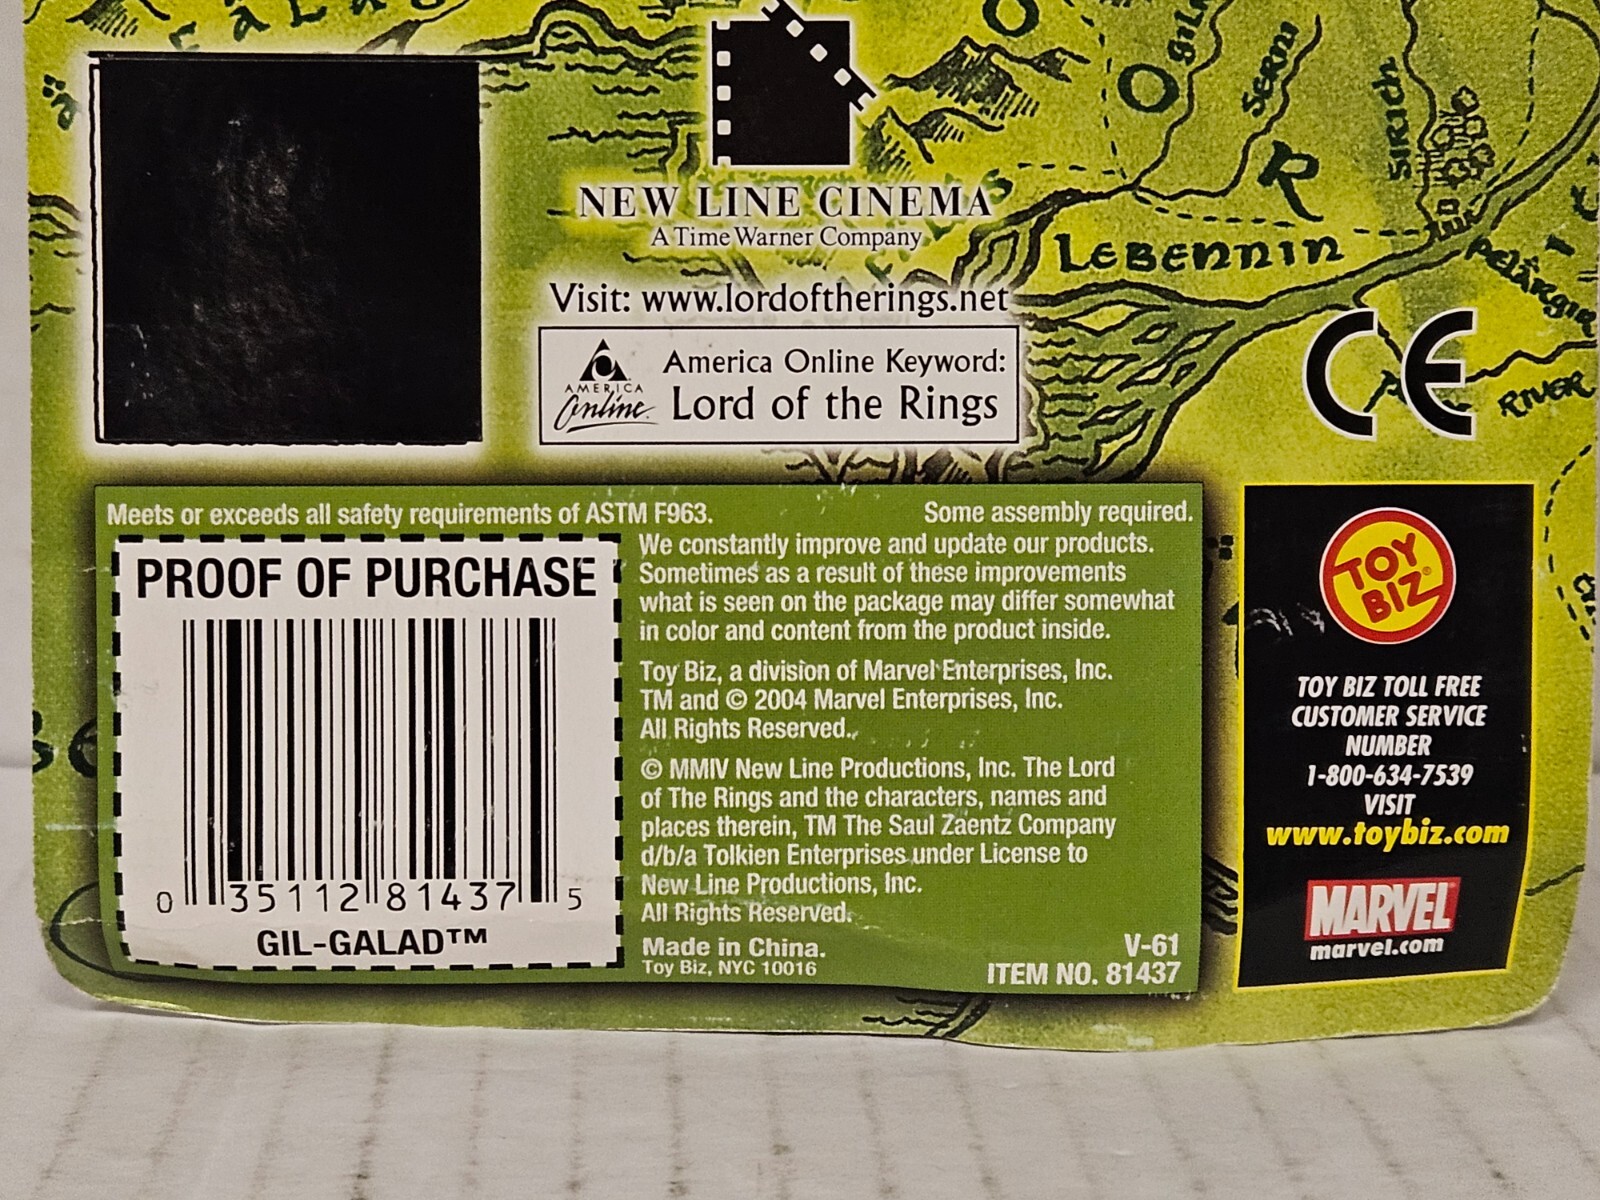 O
Gilr
O
Sernu
Sirich
R
NEW LINE CINEMA
A Time Warner Company
Lebennin
Pelargir
Visit: www.lordoftherings.net
CE
AMERICA
Online
America Online Keyword:
Lord of the Rings
River
Meets or exceeds all safety requirements of ASTM F963.
Some assembly required.
PROOF OF PURCHASE
0 35112 81437 5
GIL-GALAD™
We constantly improve and update our products.
Sometimes as a result of these improvements
what is seen on the package may differ somewhat
in color and content from the product inside.
Toy Biz, a division of Marvel Enterprises, Inc.
TM and © 2004 Marvel Enterprises, Inc.
All Rights Reserved.
© MMIV New Line Productions, Inc. The Lord
of The Rings and the characters, names and
places therein, TM The Saul Zaentz Company
d/b/a Tolkien Enterprises under License to
New Line Productions, Inc.
All Rights Reserved.
Made in China.
Toy Biz, NYC 10016
V-61
ITEM NO. 81437
TOY
BIZ®
TOY BIZ TOLL FREE
CUSTOMER SERVICE
NUMBER
1-800-634-7539
VISIT
www.toybiz.com
MARVEL
marvel.com